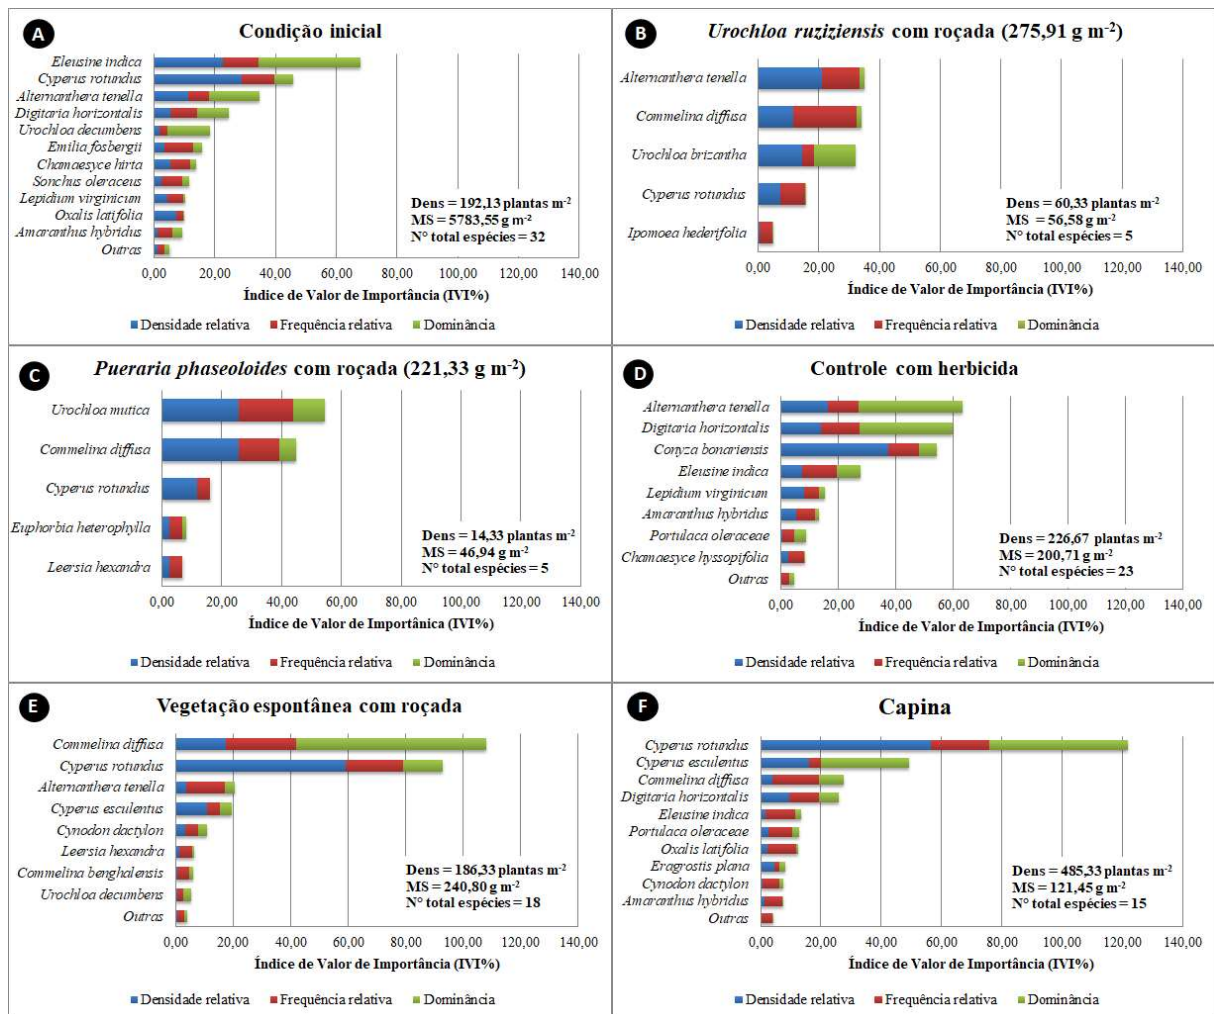 A
Condição inicial
Eleusine indica
Cyperus rotundus
Alternanthera tenella
Digitaria horizontalis
Urochloa decumbens
Emilia fosbergii
Chamaesyce hirta
Sonchus oleraceus
Lepidium virginicum
Oxalis latifolia
Amaranthus hybridus
Outras
Dens = 192,13 plantas m-2
MS = 5783,55 g m-2
N° total espécies = 32
0,00 20,00 40,00 60,00 80,00 100,00 120,00 140,00
Índice de Valor de Importância (IVI%)
Densidade relativa Frequência relativa Dominância
B
Urochloa ruziziensis com roçada (275,91 g m-2)
Alternanthera tenella
Commelina diffusa
Urochloa brizantha
Cyperus rotundus
Ipomoea hederifolia
Dens = 60,33 plantas m-2
MS = 56,58 g m-2
N° total espécies = 5
0,00 20,00 40,00 60,00 80,00 100,00 120,00 140,00
Índice de Valor de Importância (IVI%)
Densidade relativa Frequência relativa Dominância
C
Pueraria phaseoloides com roçada (221,33 g m-2)
Urochloa mutica
Commelina diffusa
Cyperus rotundus
Euphorbia heterophylla
Leersia hexandra
Dens = 14,33 plantas m-2
MS = 46,94 g m-2
N° total espécies = 5
0,00 20,00 40,00 60,00 80,00 100,00 120,00 140,00
Índice de Valor de Importânica (IVI%)
Densidade relativa Frequência relativa Dominância
D
Controle com herbicida
Alternanthera tenella
Digitaria horizontalis
Conyza bonariensis
Eleusine indica
Lepidium virginicum
Amaranthus hybridus
Portulaca oleraceae
Chamaesyce hyssopifolia
Outras
Dens = 226,67 plantas m-2
MS = 200,71 g m-2
N° total espécies = 23
0,00 20,00 40,00 60,00 80,00 100,00 120,00 140,00
Índice de Valor de Importância (IVI%)
Densidade relativa Frequência relativa Dominância
E
Vegetação espontânea com roçada
Commelina diffusa
Cyperus rotundus
Alternanthera tenella
Cyperus esculentus
Cynodon dactylon
Leersia hexandra
Commelina benghalensis
Urochloa decumbens
Outras
Dens = 186,33 plantas m-2
MS = 240,80 g m-2
N° total espécies = 18
0,00 20,00 40,00 60,00 80,00 100,00 120,00 140,00
Índice de Valor de Importância (IVI%)
Densidade relativa Frequência relativa Dominância
F
Capina
Cyperus rotundus
Cyperus esculentus
Commelina diffusa
Digitaria horizontalis
Eleusine indica
Portulaca oleraceae
Oxalis latifolia
Eragrostis plana
Cynodon dactylon
Amaranthus hybridus
Outras
Dens = 485,33 plantas m-2
MS = 121,45 g m-2
N° total espécies = 15
0,00 20,00 40,00 60,00 80,00 100,00 120,00 140,00
Índice de Valor de Importância (IVI%)
Densidade relativa Frequência relativa Dominância